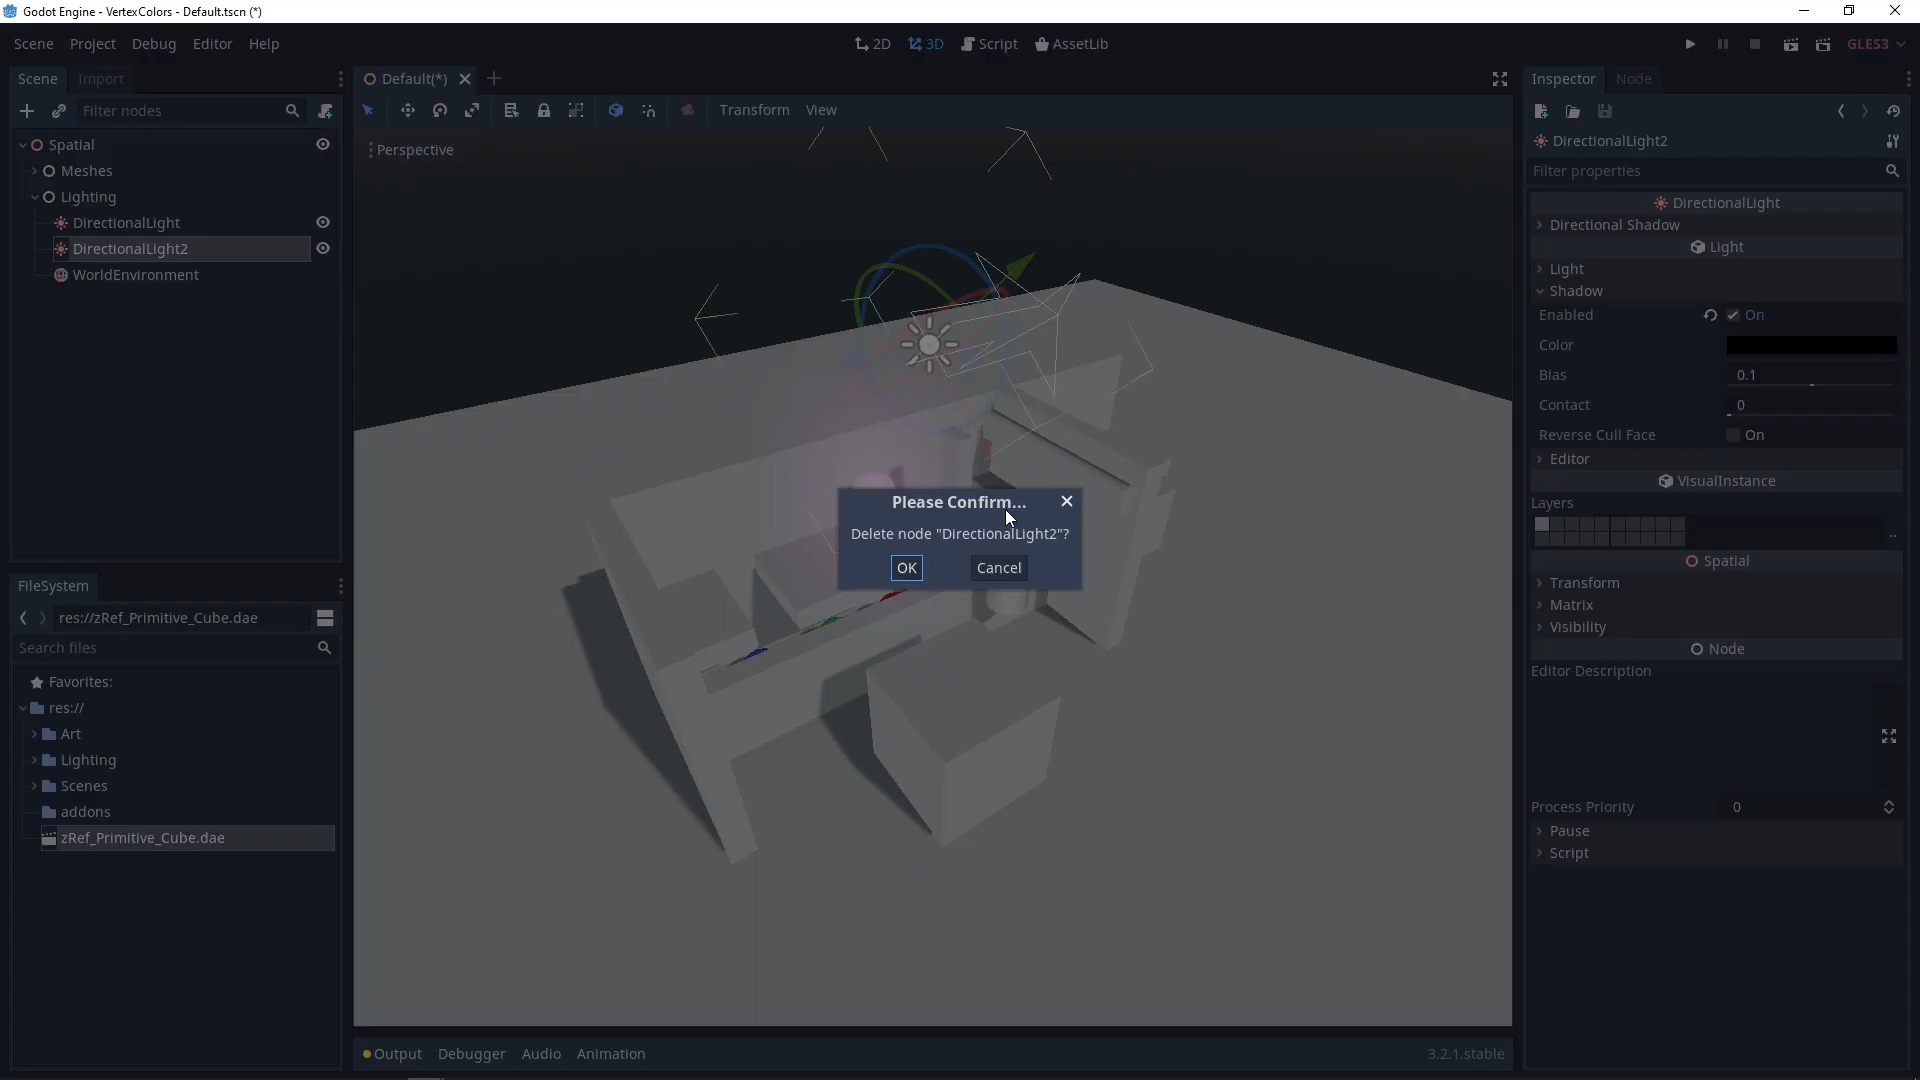 Godot Engine - VertexColors - Default.tscn (*)
Scene Project Debug Editor Help
2D 3D Script AssetLib
GLES3
Scene Import
Filter nodes
Spatial
Meshes
Lighting
DirectionalLight
DirectionalLight2
WorldEnvironment
FileSystem
res://zRef_Primitive_Cube.dae
Search files
Favorites:
res://
Art
Lighting
Scenes
addons
zRef_Primitive_Cube.dae
Default(*)
Transform View
Perspective
Please Confirm...
Delete node "DirectionalLight2"?
OK Cancel
Output Debugger Audio Animation
3.2.1.stable
Inspector Node
DirectionalLight2
Filter properties
DirectionalLight
Directional Shadow
Light
Light
Shadow
Enabled On
Color
Bias 0.1
Contact 0
Reverse Cull Face On
Editor
VisualInstance
Layers
..
Spatial
Transform
Matrix
Visibility
Node
Editor Description
Process Priority 0
Pause
Script